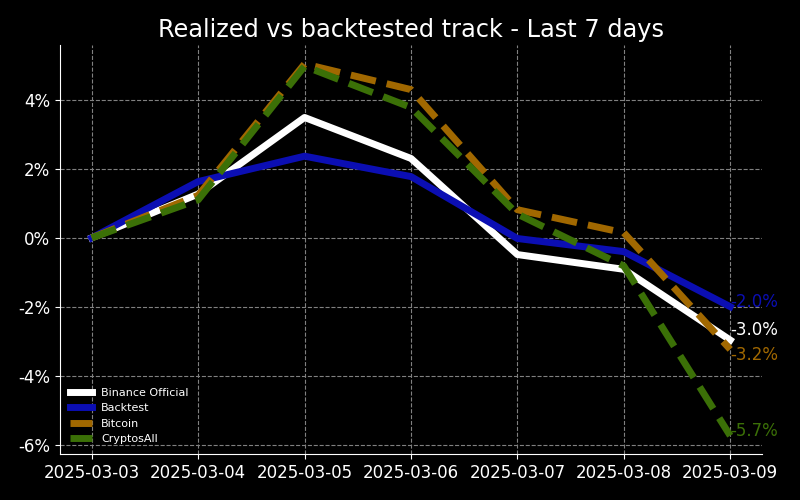 Realized vs backtested track - Last 7 days
4%
2%
0%
-2%
-4%
-6%
-2.0%
-3.0%
-3.2%
-5.7%
Binance Official
Backtest
Bitcoin
CryptosAll
2025-03-03 2025-03-04 2025-03-05 2025-03-06 2025-03-07 2025-03-08 2025-03-09